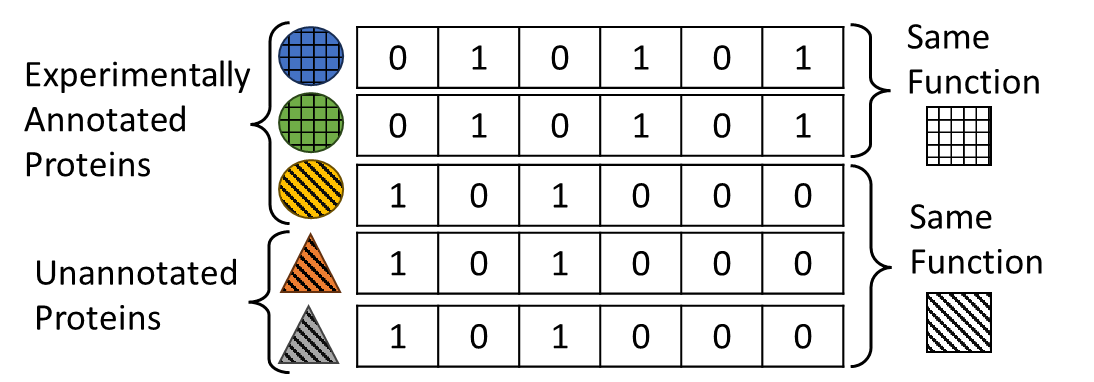 Experimentally
Annotated
Proteins
0 1 0 1 0 1
0 1 0 1 0 1
1 0 1 0 0 0
Same
Function
Unannotated
Proteins
1 0 1 0 0 0
1 0 1 0 0 0
Same
Function